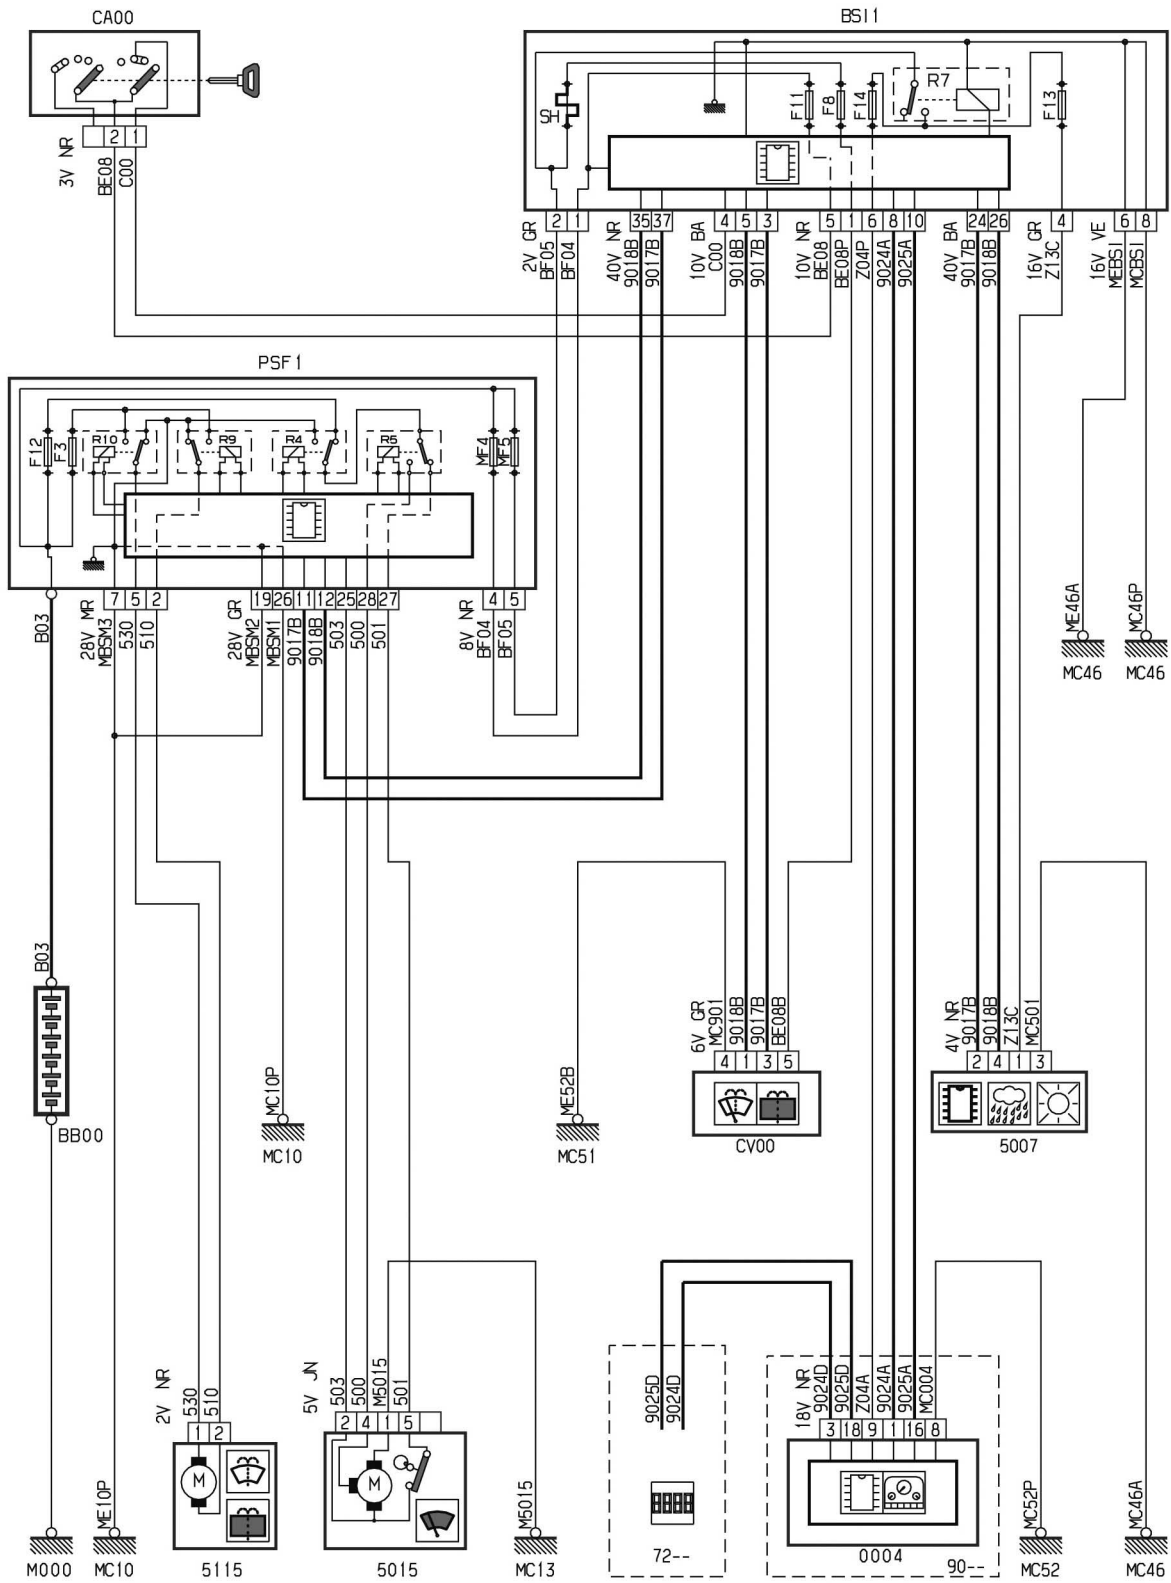 CA00
BSI1
R7
SH
F11
F8
F14
F13
3V NR
2
1
BE08
C00
2V GR
2
1
BF05
BF04
40V NR
35
37
9018B
9017B
10V BA
4
5
3
C00
9018B
9017B
10V NR
5
1
6
8
10
BE08
BE08P
Z04P
9024A
9025A
40V BA
24
26
9017B
9018B
16V GR
4
Z13C
16V VE
6
8
MEBSI
MCBSI
PSF1
F12
F3
R10
R9
R4
R5
MF4
MF5
B03
28V MR
7
5
2
MBSM3
530
510
28V GR
19
26
11
12
25
28
27
MBSM2
MBSM1
9017B
9018B
503
500
501
8V NR
4
5
BF04
BF05
ME46A
MC46
MC46P
MC46
B03
BB00
MC10P
MC10
ME52B
MC51
6V GR
MC901
9018B
9017B
BE08B
4
1
3
5
CV00
4V NR
9017B
9018B
Z13C
MC501
2
4
1
3
5007
2V NR
530
510
1
2
M
5115
5V JN
503
500
M5015
501
2
4
1
5
M
5015
M5015
MC13
9025D
9024D
72--
18V NR
9024D
9025D
Z04A
9024A
9025A
MC004
3
18
9
1
16
8
0004
90--
MC52P
MC52
MC46A
MC46
M000
ME10P
MC10